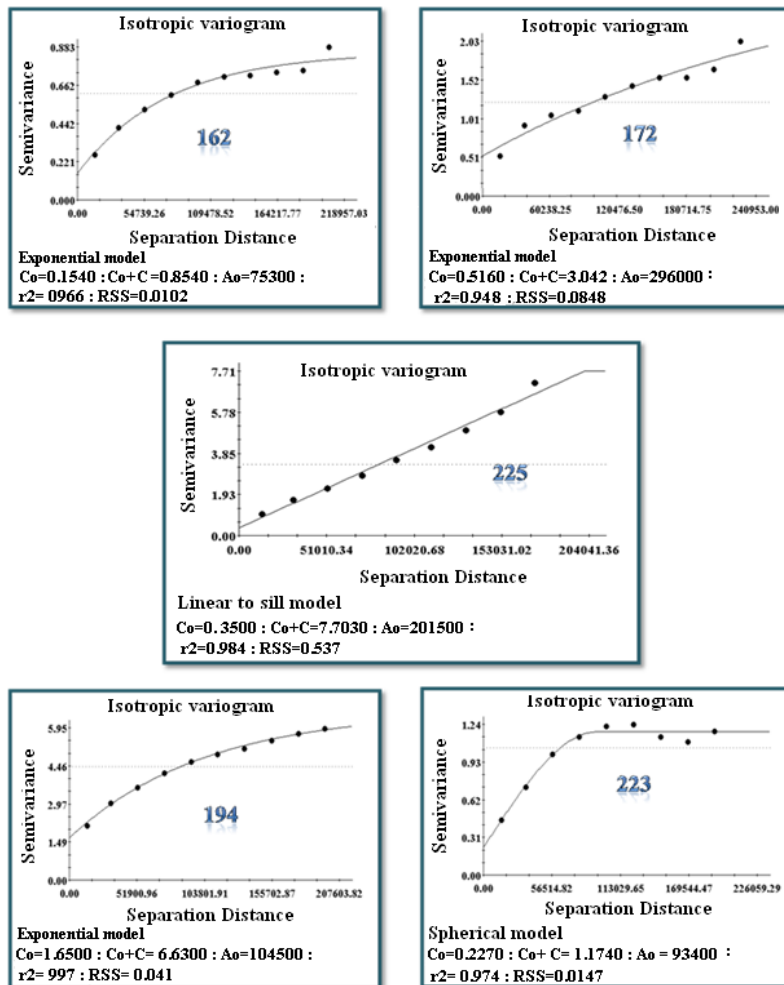 Isotropic variogram
0.883
0.662
0.442
0.221
0.000
Semivariance
162
0.00 54739.26 109478.52 164217.77 218957.03
Separation Distance
Exponential model
Co=0.1540 : Co+C =0.8540 : Ao=75300 :
r2= 0966 : RSS=0.0102
Isotropic variogram
2.03
1.52
1.01
0.51
0.000
Semivariance
172
0.00 60238.25 120476.50 180714.75 240953.00
Separation Distance
Exponential model
Co=0.5160 : Co+C=3.042 : Ao=296000 :
r2=0.948 : RSS=0.0848
Isotropic variogram
7.71
5.78
3.85
1.93
0.00
Semivariance
225
0.00 51010.34 102020.68 153031.02 204041.36
Separation Distance
Linear to sill model
Co=0.3500 : Co+C=7.7030 : Ao=201500 :
r2=0.984 : RSS=0.537
Isotropic variogram
5.95
4.46
2.97
1.49
0.00
Semivariance
194
0.00 51900.96 103801.91 155702.87 207603.82
Separation Distance
Exponential model
Co=1.6500 : Co+C= 6.6300 : Ao=104500 :
r2= 997 : RSS= 0.041
Isotropic variogram
1.24
0.93
0.62
0.31
0.00
Semivariance
223
0.00 56514.82 113029.65 169544.47 226059.29
Separation Distance
Spherical model
Co=0.2270 : Co+ C= 1.1740 : Ao = 93400 :
r2= 0.974 : RSS=0.0147